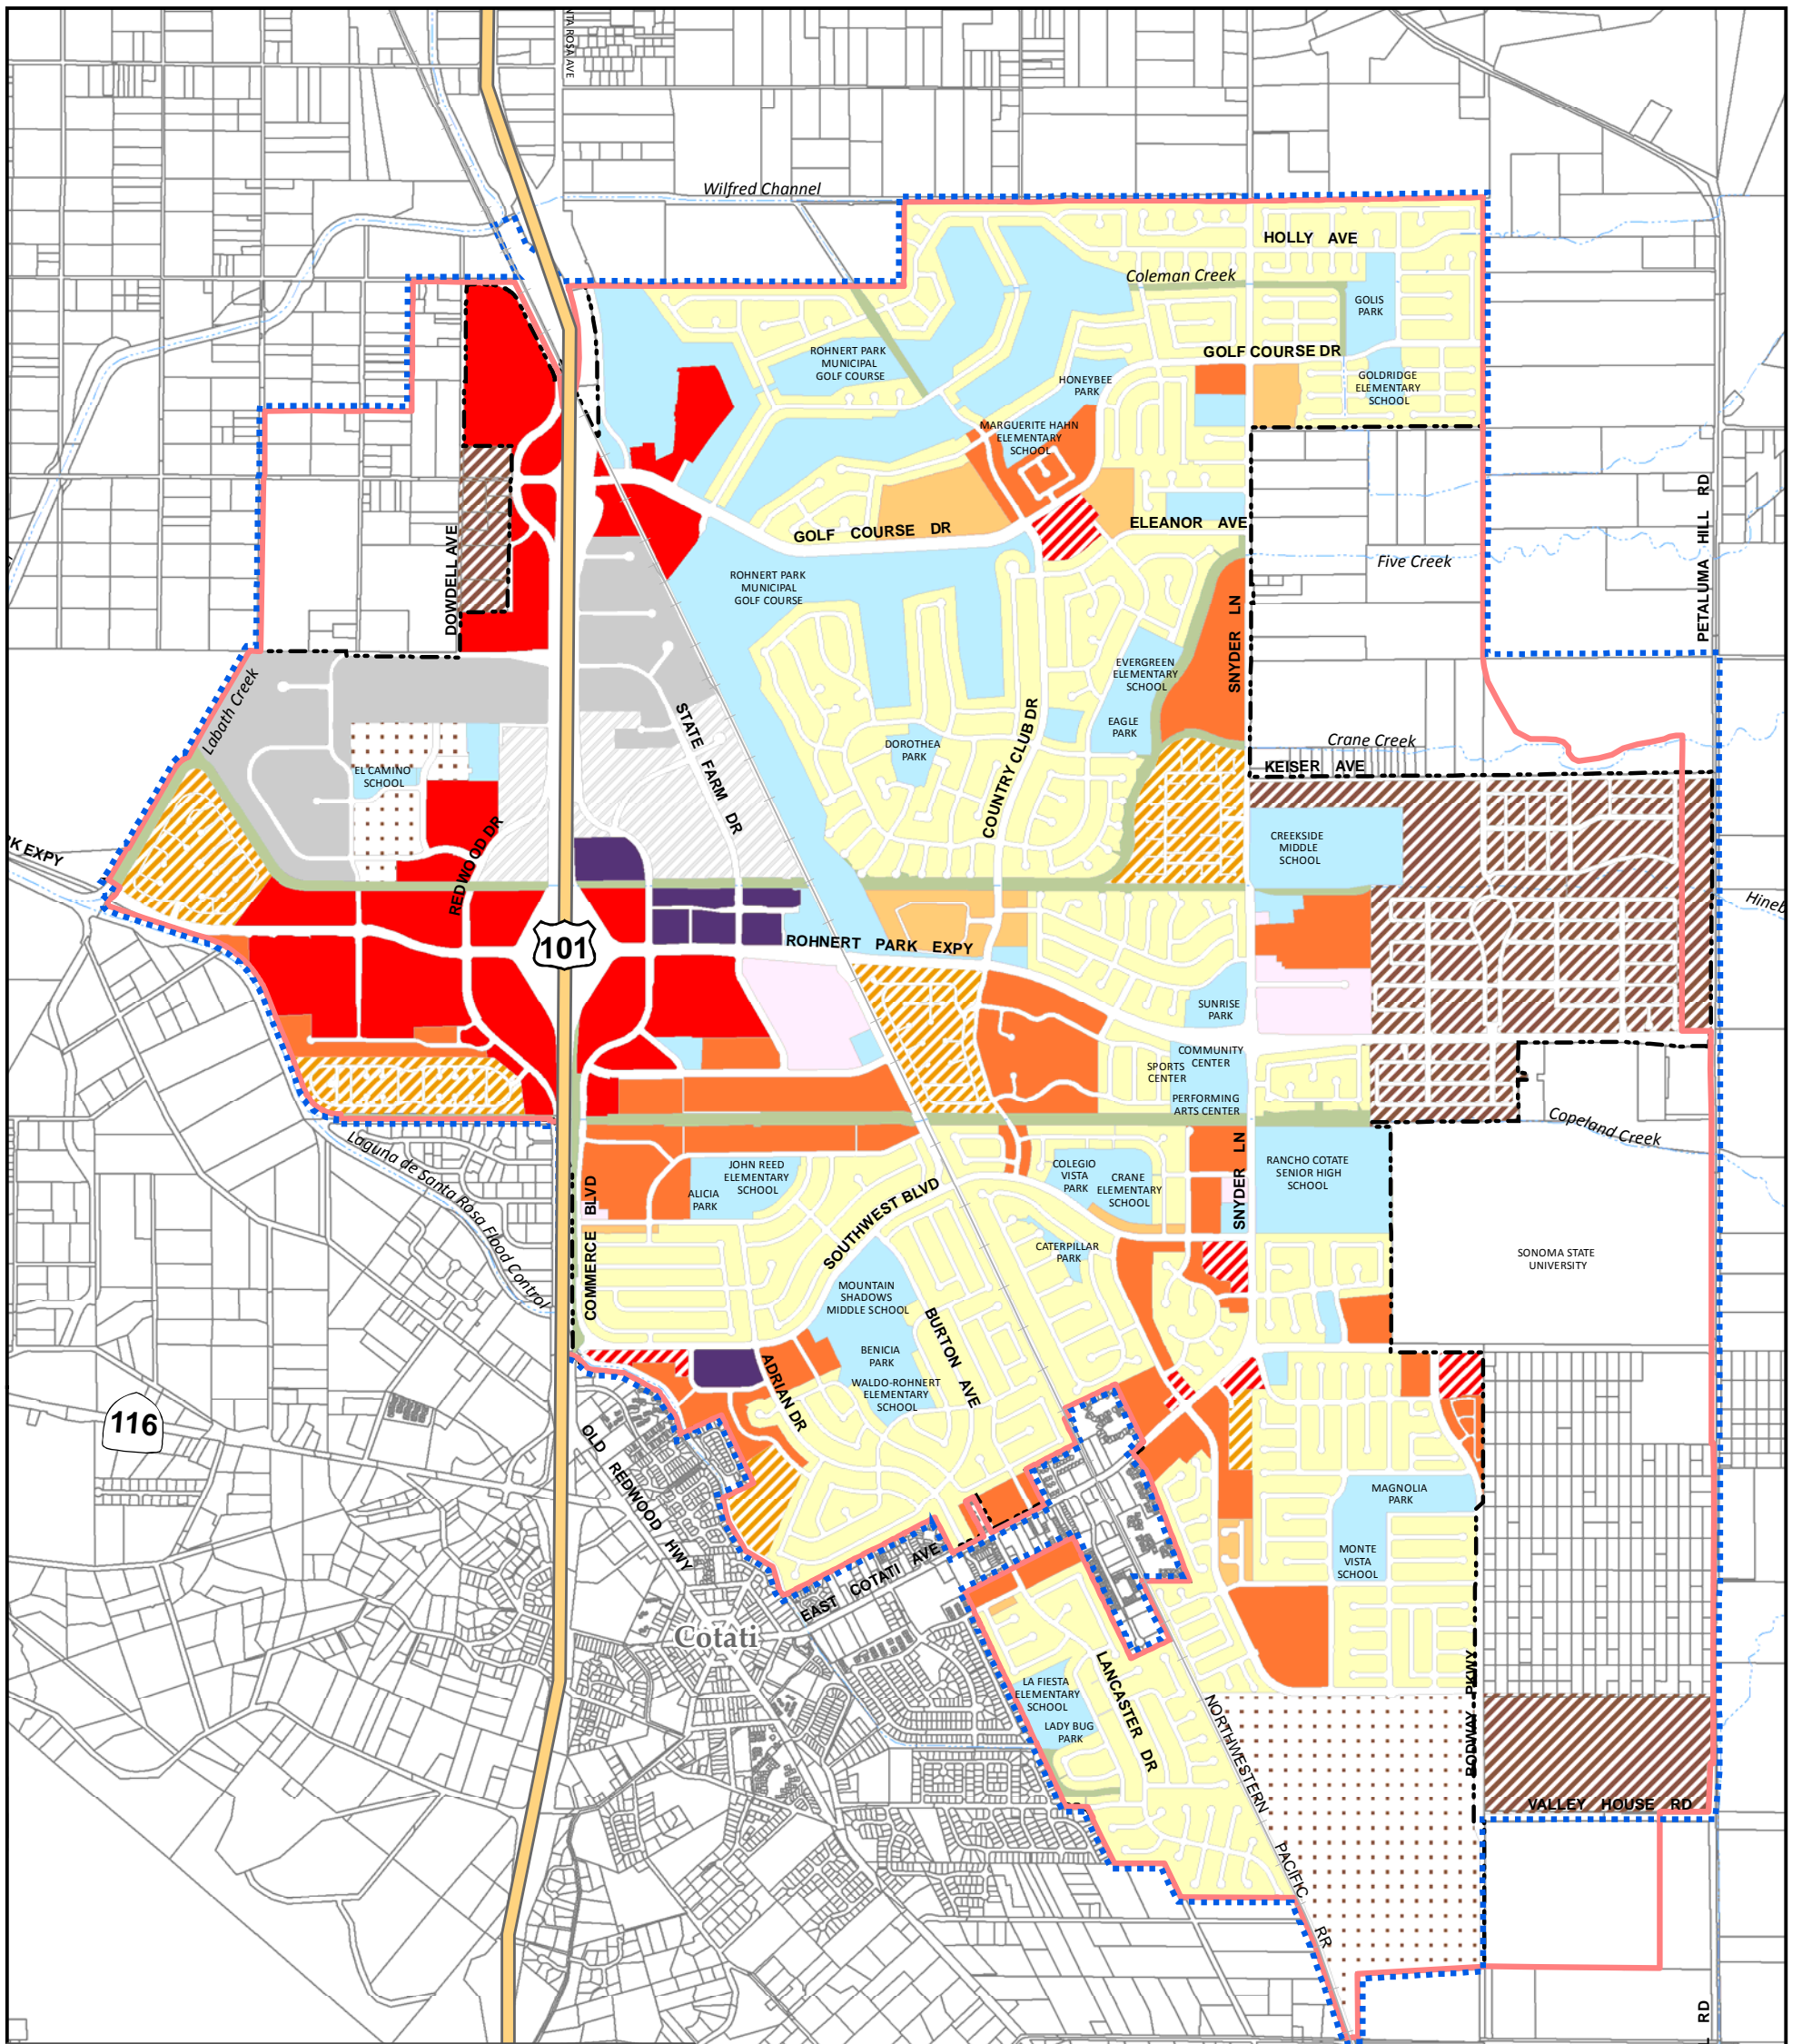 NTA ROSA AVE
Wilfred Channel
HOLLY AVE
Coleman Creek
GOLIS
PARK
ROHNERT PARK
MUNICIPAL
GOLF COURSE
GOLF COURSE DR
HONEYBEE
PARK
GOLDRIDGE
ELEMENTARY
SCHOOL
MARGUERITE HAHN
ELEMENTARY
SCHOOL
PETALUMA HILL RD
DOWDELL AVE
GOLF COURSE DR
ELEANOR AVE
Five Creek
ROHNERT PARK
MUNICIPAL
GOLF COURSE
SNYDER LN
EVERGREEN
ELEMENTARY
SCHOOL
Labath Creek
STATE FARM DR
EAGLE
PARK
COUNTRY CLUB DR
DOROTHEA
PARK
Crane Creek
KEISER AVE
EL CAMINO
SCHOOL
REDWOOD DR
RK EXPY
CREEKSIDE
MIDDLE
SCHOOL
Hineb
101
ROHNERT PARK EXPY
SUNRISE
PARK
COMMUNITY
CENTER
SPORTS
CENTER
PERFORMING
ARTS CENTER
Copeland Creek
Laguna de Santa Rosa Flood Control
JOHN REED
ELEMENTARY
SCHOOL
ALICIA
PARK
COLEGIO
VISTA
PARK
CRANE
ELEMENTARY
SCHOOL
SNYDER LN
RANCHO COTATE
SENIOR HIGH
SCHOOL
COMMERCE BLVD
SOUTHWEST BLVD
CATERPILLAR
PARK
SONOMA STATE
UNIVERSITY
MOUNTAIN
SHADOWS
MIDDLE SCHOOL
BURTON AVE
BENICIA
PARK
WALDO-ROHNERT
ELEMENTARY
SCHOOL
ADRIAN DR
116
OLD REDWOOD HWY
MAGNOLIA
PARK
MONTE
VISTA
SCHOOL
EAST COTATI AVE
Cotati
LANCASTER DR
LA FIESTA
ELEMENTARY
SCHOOL
LADY BUG
PARK
NORTHWESTERN PACIFIC RR
BODWAY PKWY
VALLEY HOUSE RD
RD